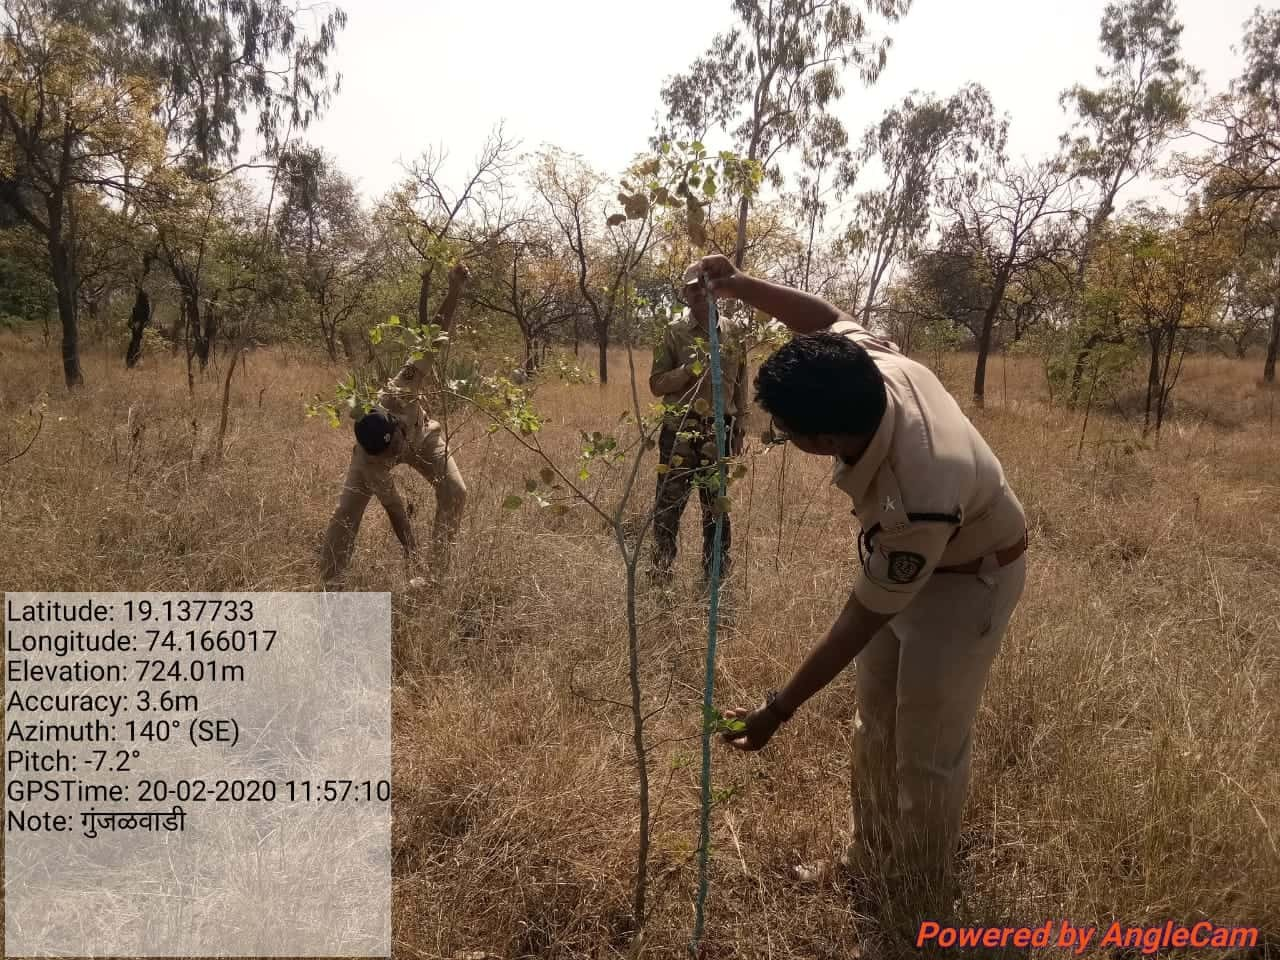 Latitude: 19.137733
Longitude: 74.166017
Elevation: 724.01m
Accuracy: 3.6m
Azimuth: 140° (SE)
Pitch: -7.2°
GPSTime: 20-02-2020 11:57:10
Note: गुंजळवाडी
Powered by AngleCam